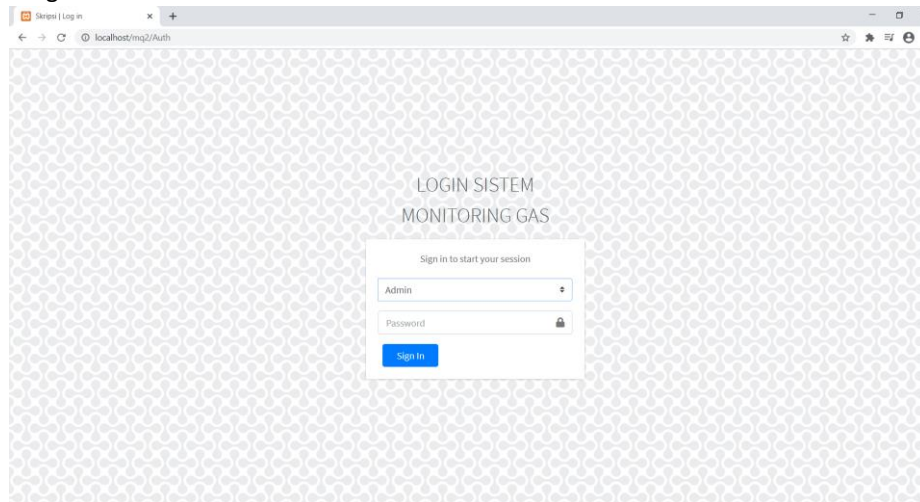 Skripsi | Log in
localhost/mq2/Auth
LOGIN SISTEM
MONITORING GAS
Sign in to start your session
Admin
Password
Sign In